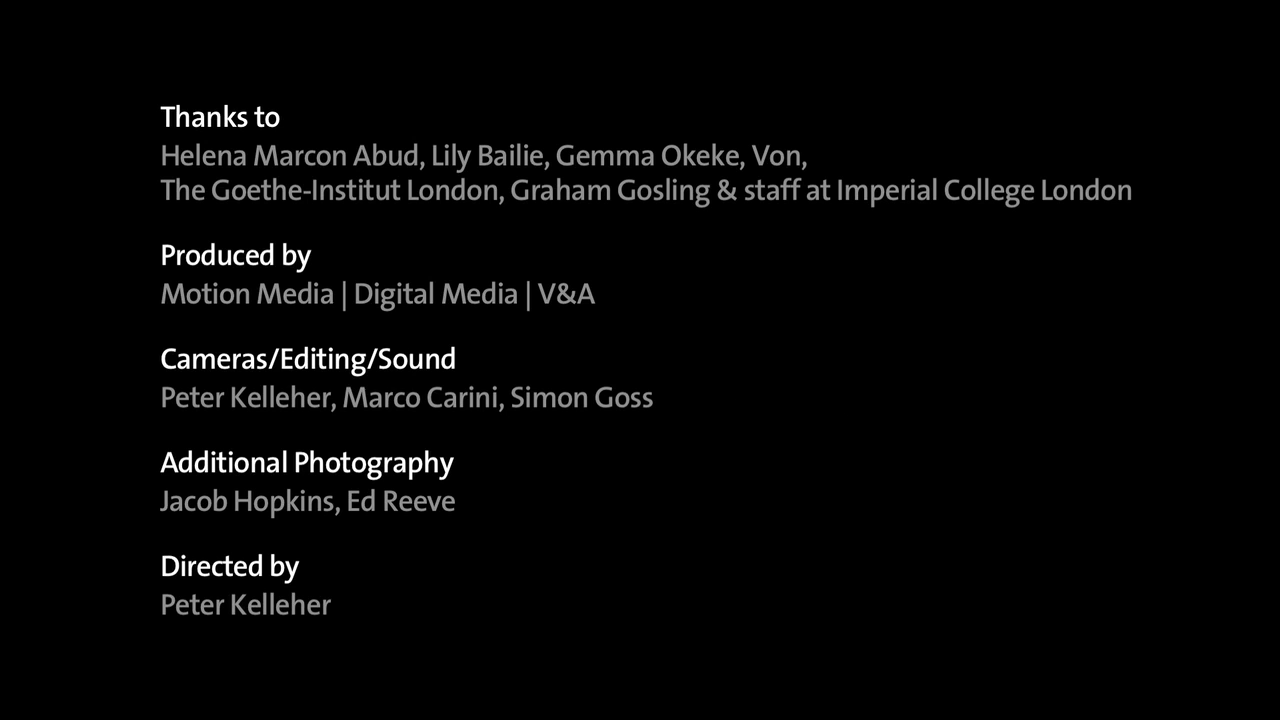 Thanks to
Helena Marcon Abud, Lily Bailie, Gemma Okeke, Von,
The Goethe-Institut London, Graham Gosling & staff at Imperial College London
Produced by
Motion Media | Digital Media | V&A
Cameras/Editing/Sound
Peter Kelleher, Marco Carini, Simon Goss
Additional Photography
Jacob Hopkins, Ed Reeve
Directed by
Peter Kelleher